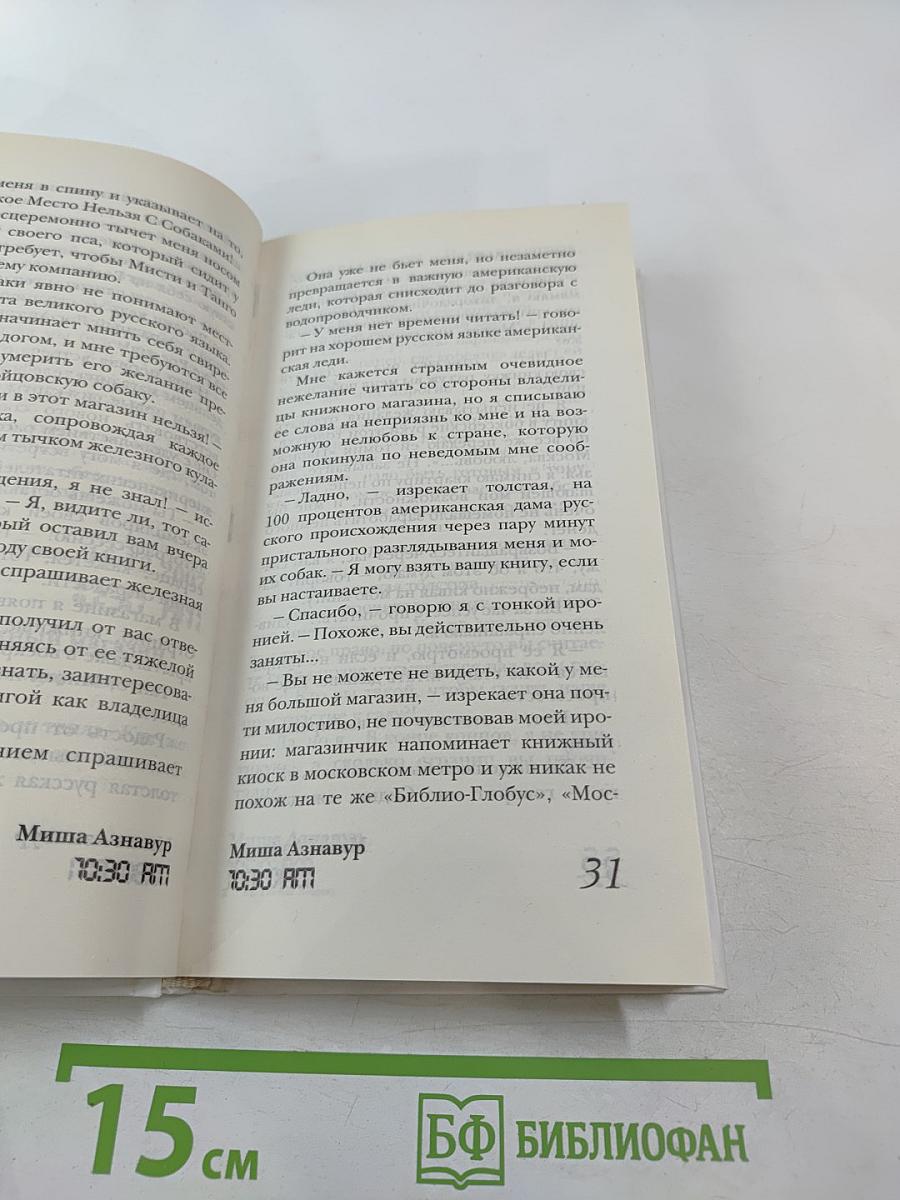 меня в спину и указывает на то,
кое Место Нельзя С Собаками! –
сцеремонно тычет меня носом
своего пса, который сидит у
требует, чтобы Мисти и Танго
ему компанию.
аки явно не понимают мест-
та великого русского языка.
начинает мнить себя свире-
догом, и мне требуются все
умерить его желание пре-
йцовскую собаку.
и в этот магазин нельзя! –
ка, сопровождая каждое
м тычком железного кула-
дения, я не знал! – ис-
– Я, видите ли, тот са-
рый оставил вам вчера
оду своей книги.
спрашивает железная
получил от вас отве-
няясь от ее тяжелой
нать, заинтересова-
игой как владелица
нием спрашивает
Миша Азнавур
10:30 AM
Она уже не бьет меня, но незаметно
превращается в важную американскую
леди, которая снисходит до разговора с
водопроводчиком.
– У меня нет времени читать! – гово-
рит на хорошем русском языке американ-
ская леди.
Мне кажется странным очевидное
нежелание читать со стороны владели-
цы книжного магазина, но я списываю
ее слова на неприязнь ко мне и на воз-
можную нелюбовь к стране, которую
она покинула по неведомым мне сооб-
ражениям.
– Ладно, – изрекает толстая, на
100 процентов американская дама рус-
ского происхождения через пару минут
пристального разглядывания меня и мо-
их собак. – Я могу взять вашу книгу, если
вы настаиваете.
– Спасибо, – говорю я с тонкой иро-
нией. – Похоже, вы действительно очень
заняты...
– Вы не можете не видеть, какой у ме-
ня большой магазин, – изрекает она поч-
ти милостиво, не почувствовав моей иро-
нии: магазинчик напоминает книжный
киоск в московском метро и уж никак не
похож на те же «Библио-Глобус», «Мос-
Миша Азнавур
10:30 AM
31
15 см
БФ БИБЛИОФАН